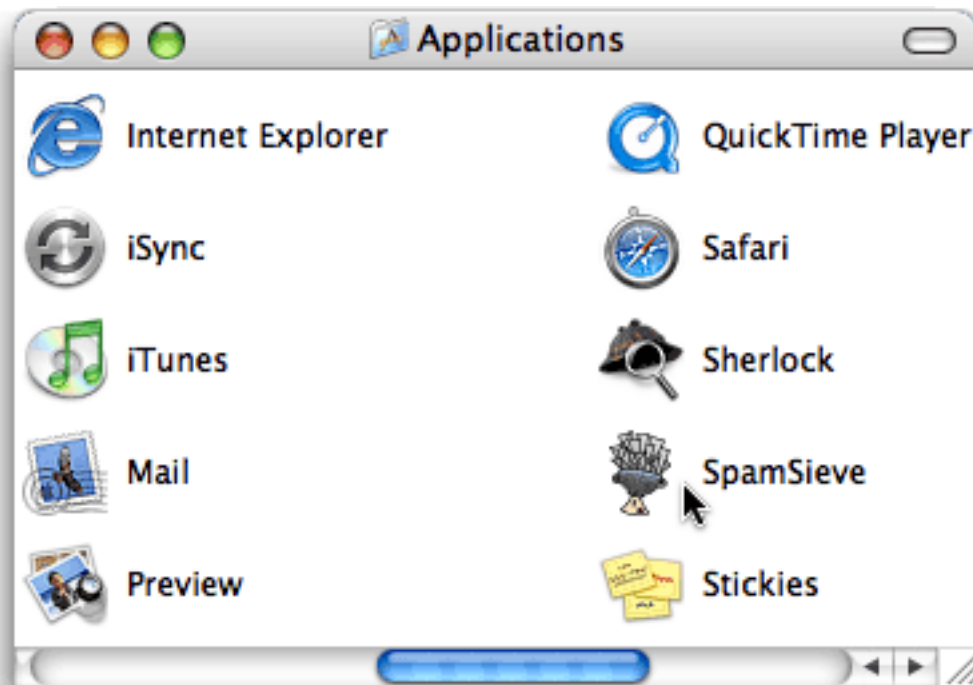 Applications
Internet Explorer
QuickTime Player
iSync
Safari
iTunes
Sherlock
Mail
SpamSieve
Preview
Stickies